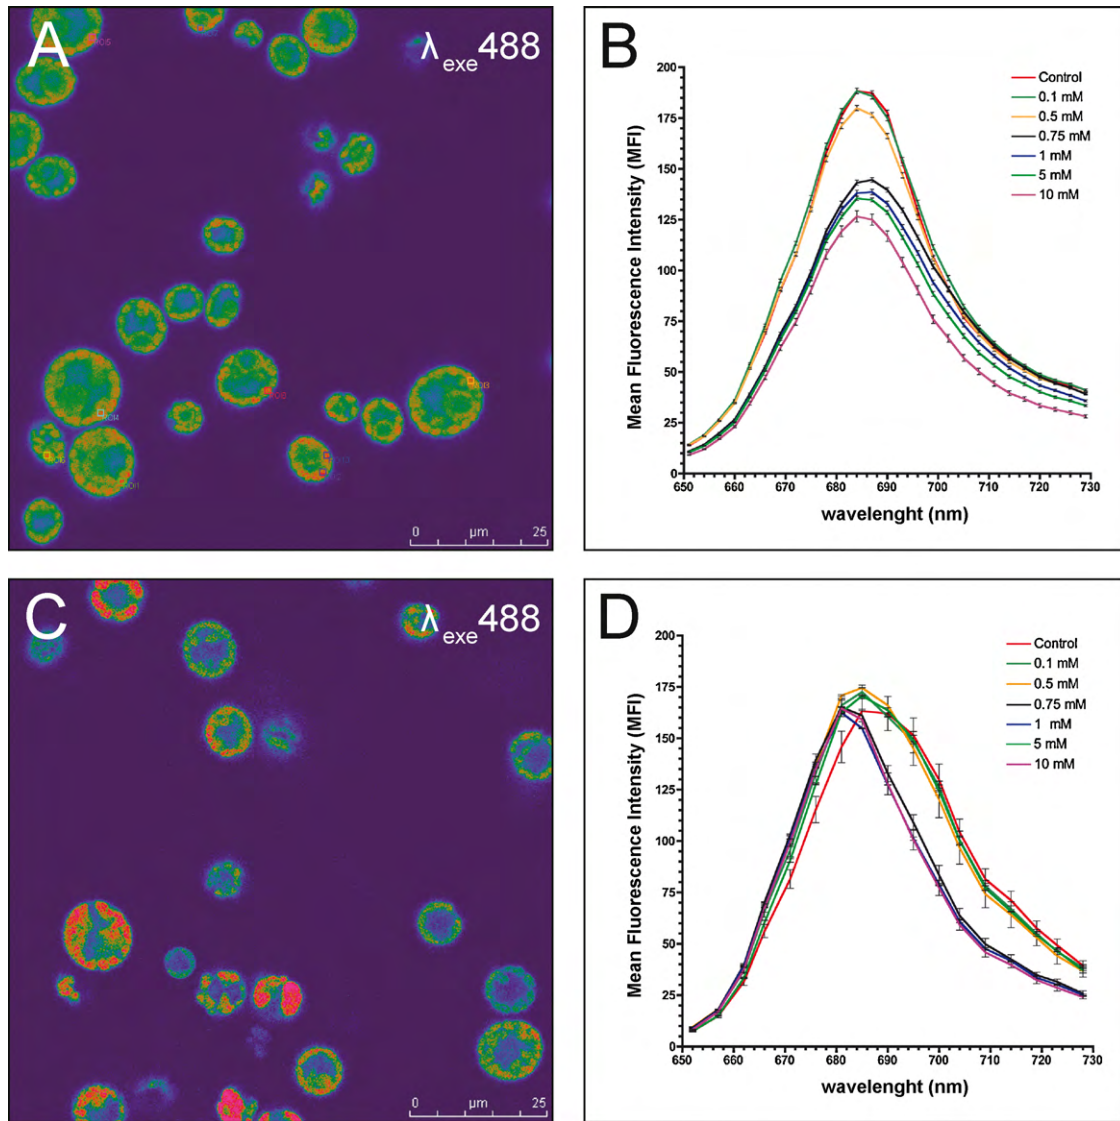 A
λexe488
0 µm 25
B
Mean Fluorescence Intensity (MFI)
200
175
150
125
100
75
50
25
0
650 660 670 680 690 700 710 720 730
wavelenght (nm)
Control
0.1 mM
0.5 mM
0.75 mM
1 mM
5 mM
10 mM
C
λexe488
0 µm 25
D
Mean Fluorescence Intensity (MFI)
200
175
150
125
100
75
50
25
0
650 660 670 680 690 700 710 720 730
wavelenght (nm)
Control
0.1 mM
0.5 mM
0.75 mM
1 mM
5 mM
10 mM